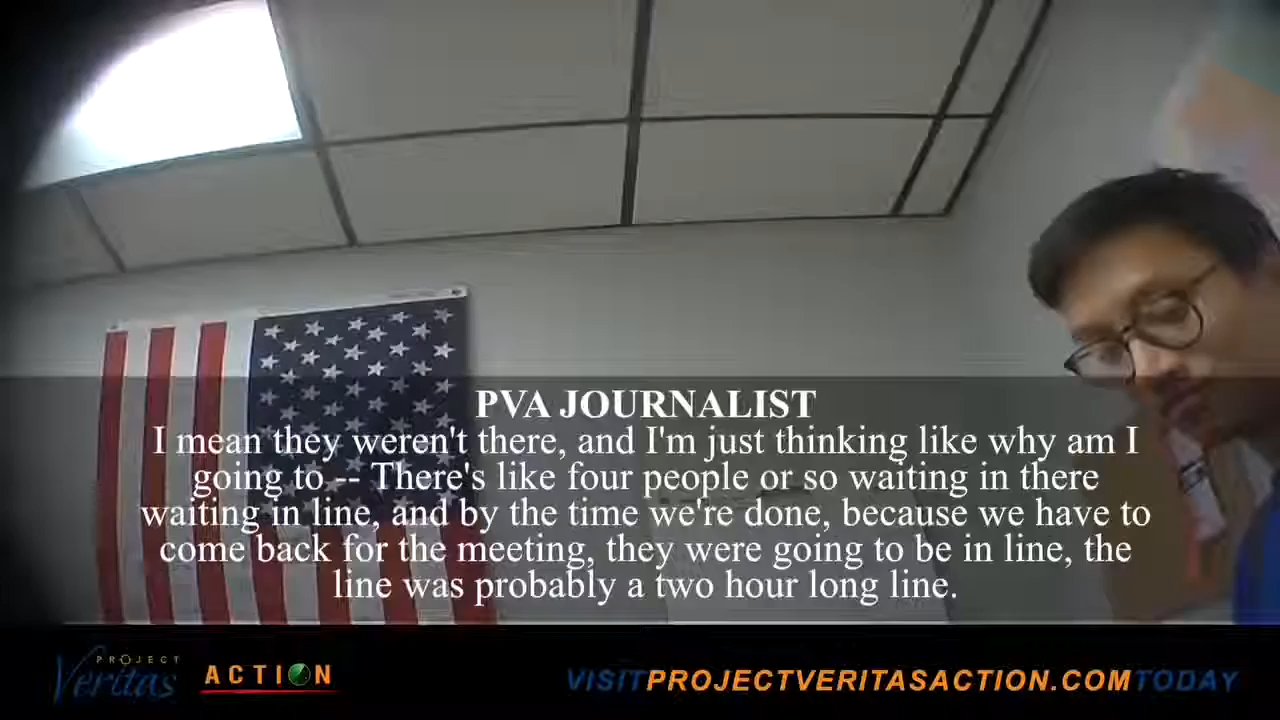 PVA JOURNALIST
I mean they weren't there, and I'm just thinking like why am I
going to -- There's like four people or so waiting in there
waiting in line, and by the time we're done, because we have to
come back for the meeting, they were going to be in line, the
line was probably a two hour long line.
PROJECT
Veritas ACTION
VISITPROJECTVERITASACTION.COMTODAY